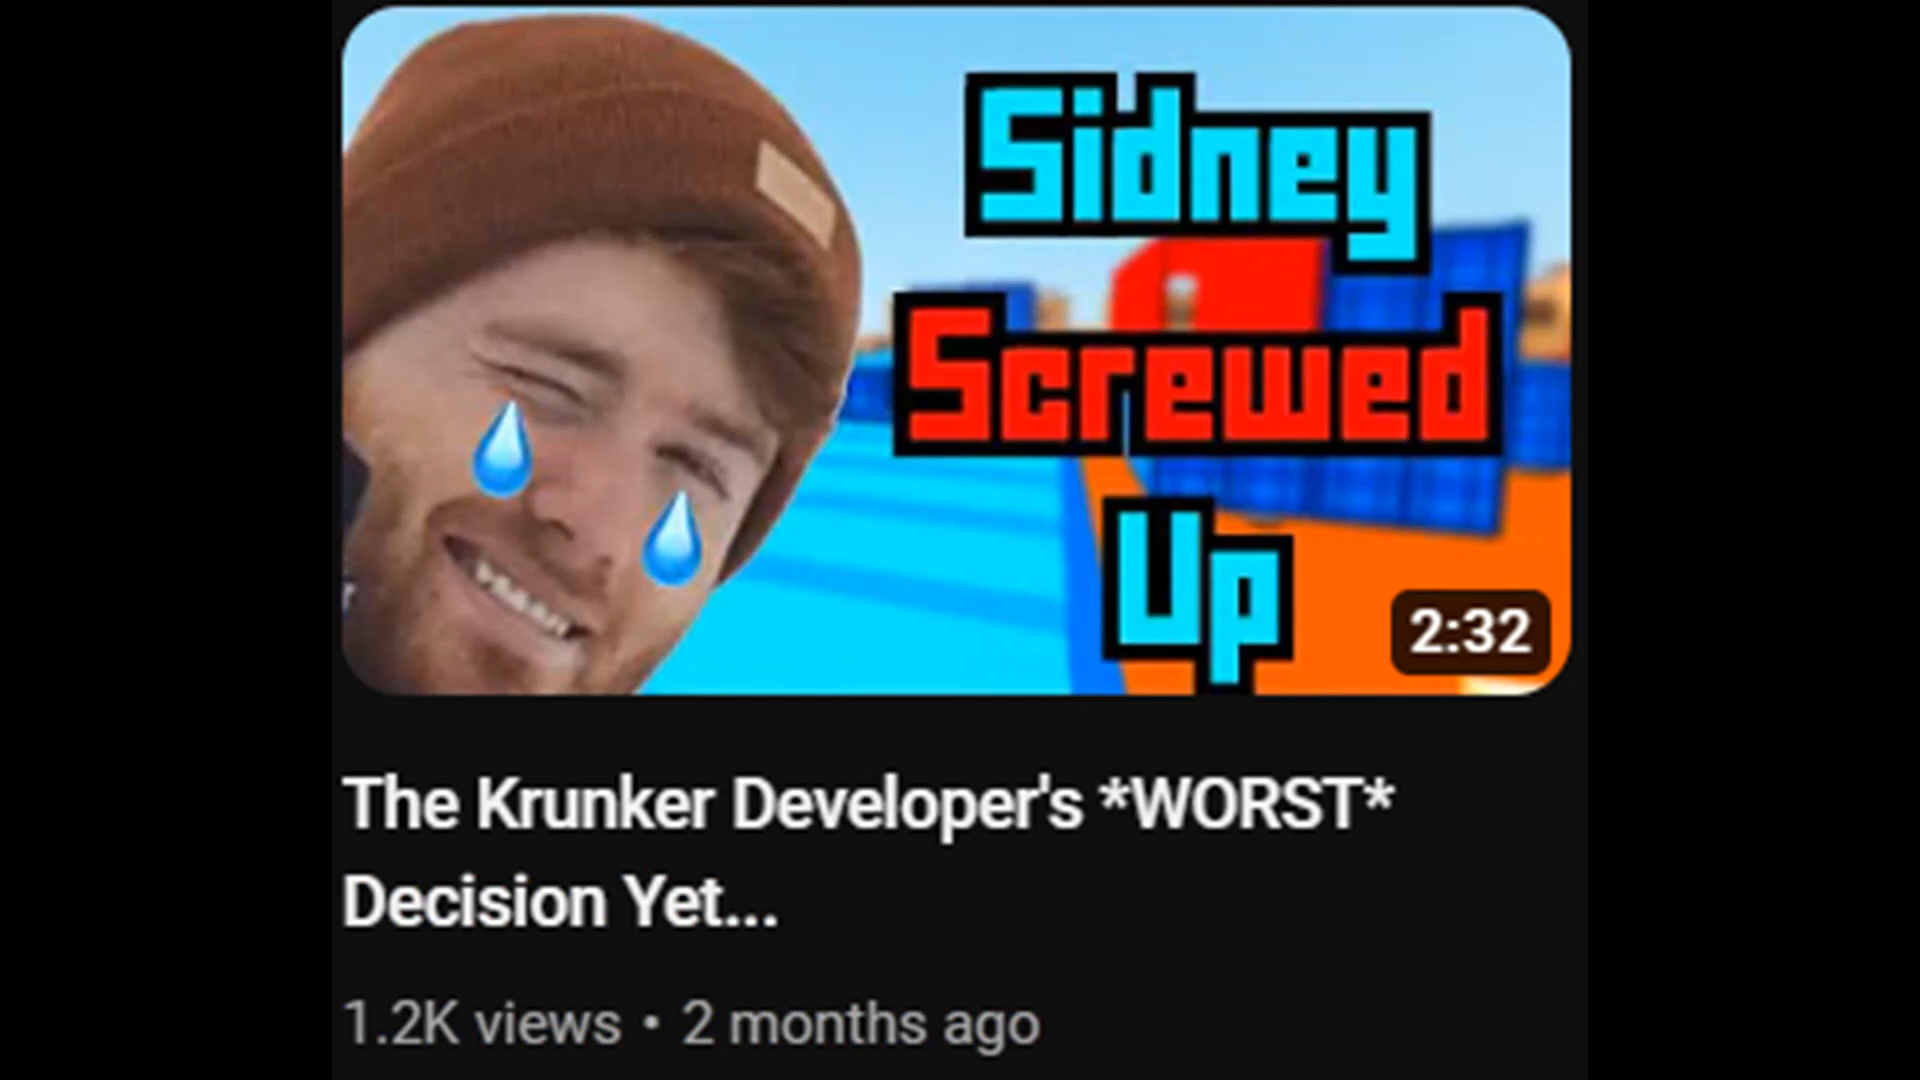 Sidney
Screwed
Up
2:32
The Krunker Developer's *WORST*
Decision Yet...
1.2K views • 2 months ago